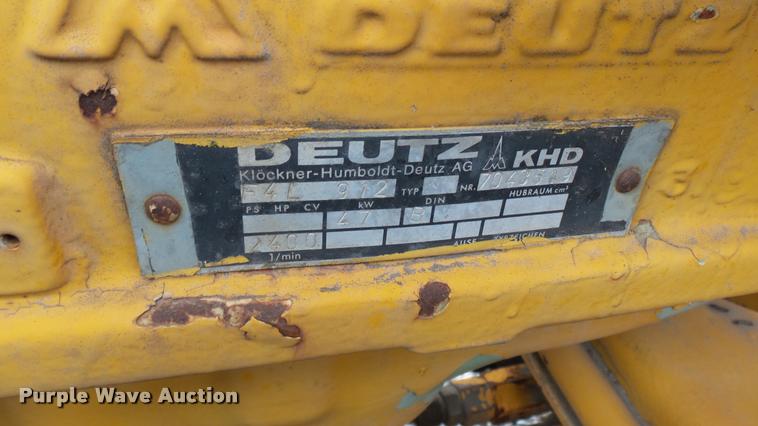 DEUTZ
DEUTZ KHD
Klöckner-Humboldt-Deutz AG
F4L 912 TYP NR.
PS HP CV kW DIN HUBRAUM cm³
47 B
2400
1/min
Purple Wave Auction